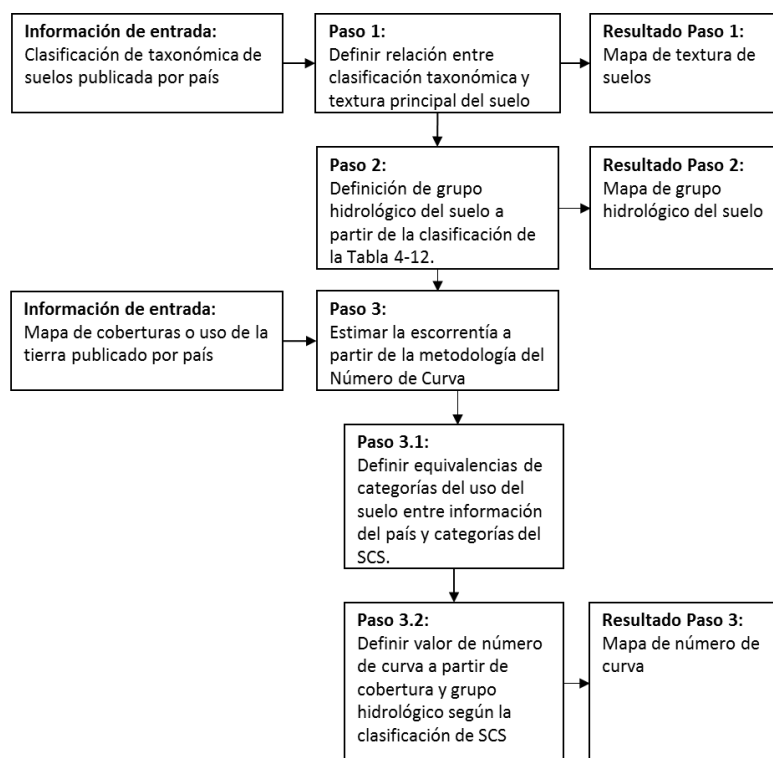 Información de entrada:
Clasificación de taxonómica de
suelos publicada por país
Paso 1:
Definir relación entre
clasificación taxonómica y
textura principal del suelo
Resultado Paso 1:
Mapa de textura de
suelos
Paso 2:
Definición de grupo
hidrológico del suelo a
partir de la clasificación de
la Tabla 4-12.
Resultado Paso 2:
Mapa de grupo
hidrológico del suelo
Información de entrada:
Mapa de coberturas o uso de la
tierra publicado por país
Paso 3:
Estimar la escorrentía a
partir de la metodología del
Número de Curva
Paso 3.1:
Definir equivalencias de
categorías del uso del
suelo entre información
del país y categorías del
SCS.
Paso 3.2:
Definir valor de número
de curva a partir de
cobertura y grupo
hidrológico según la
clasificación de SCS
Resultado Paso 3:
Mapa de número de
curva